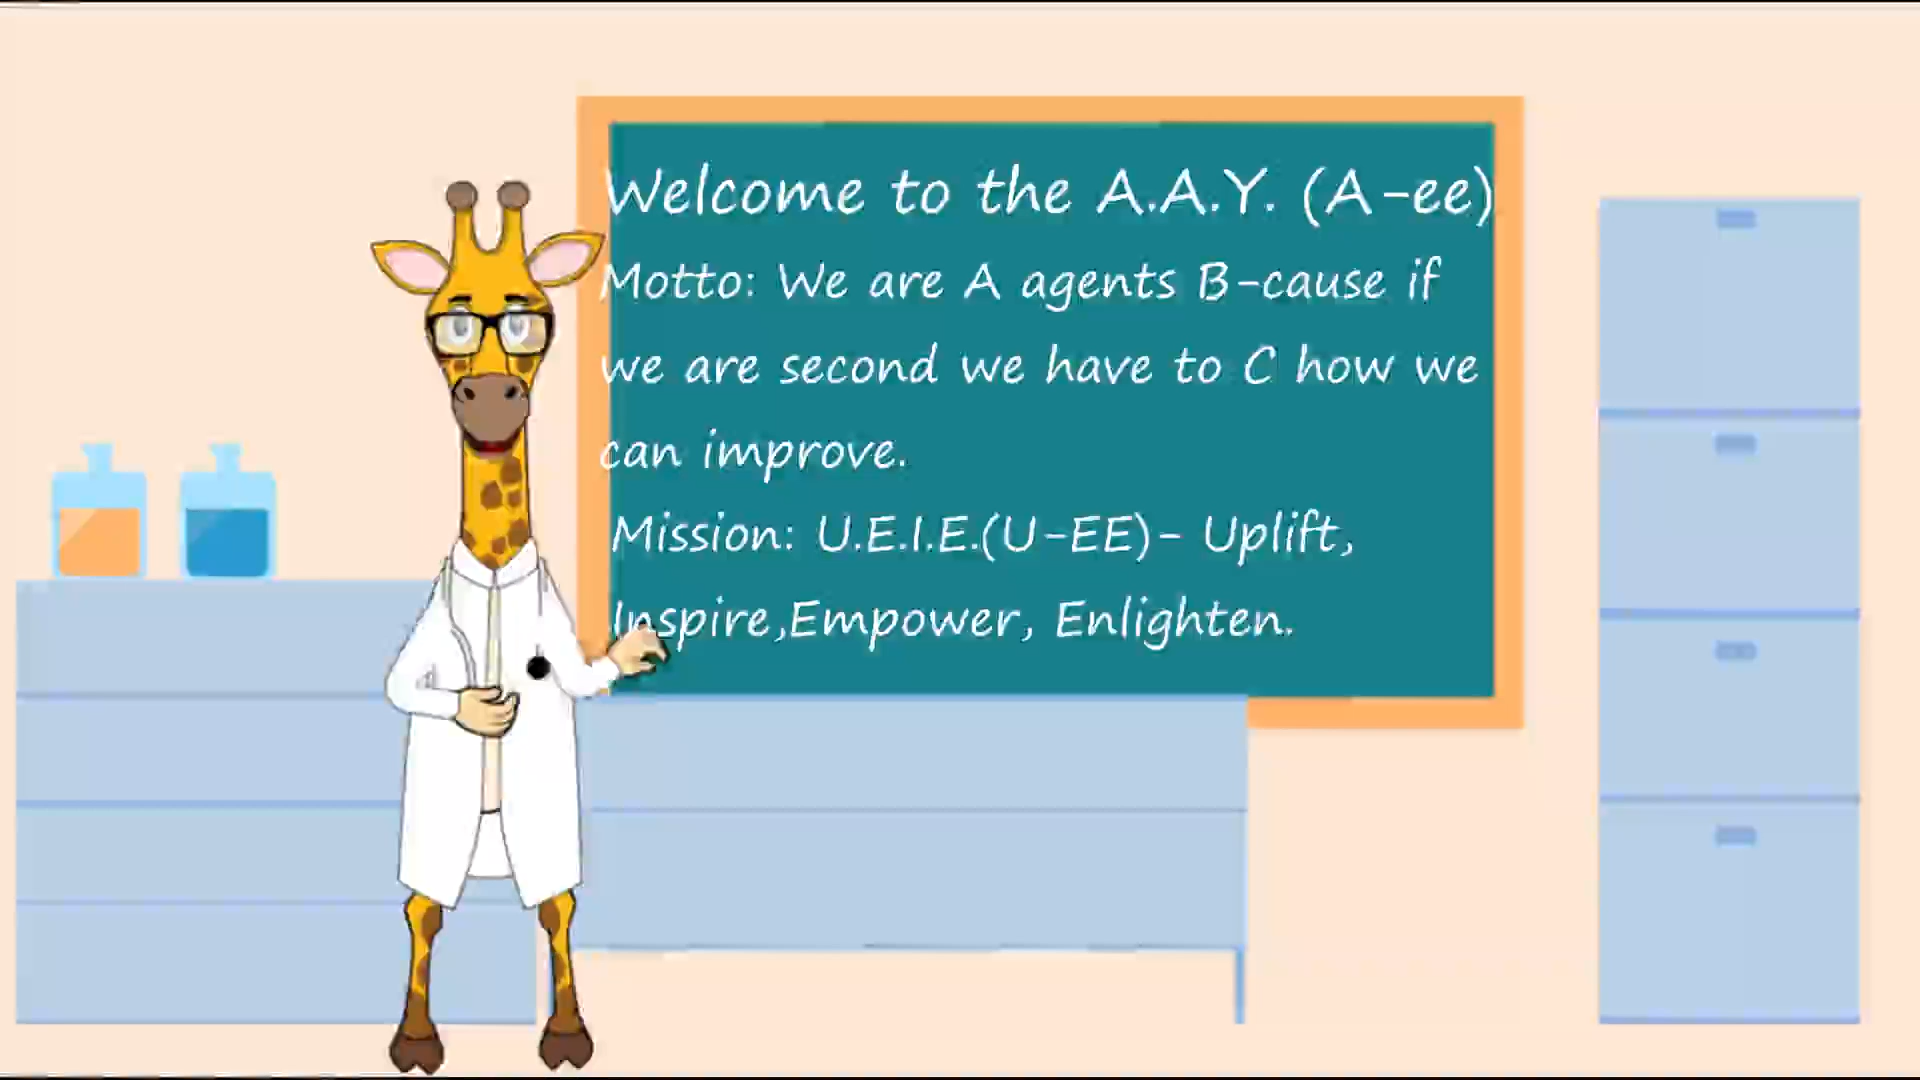 Welcome to the A.A.Y. (A-ee)
Motto: We are A agents B-cause if
we are second we have to C how we
can improve.
Mission: U.E.I.E.(U-EE)- Uplift,
Inspire,Empower, Enlighten.